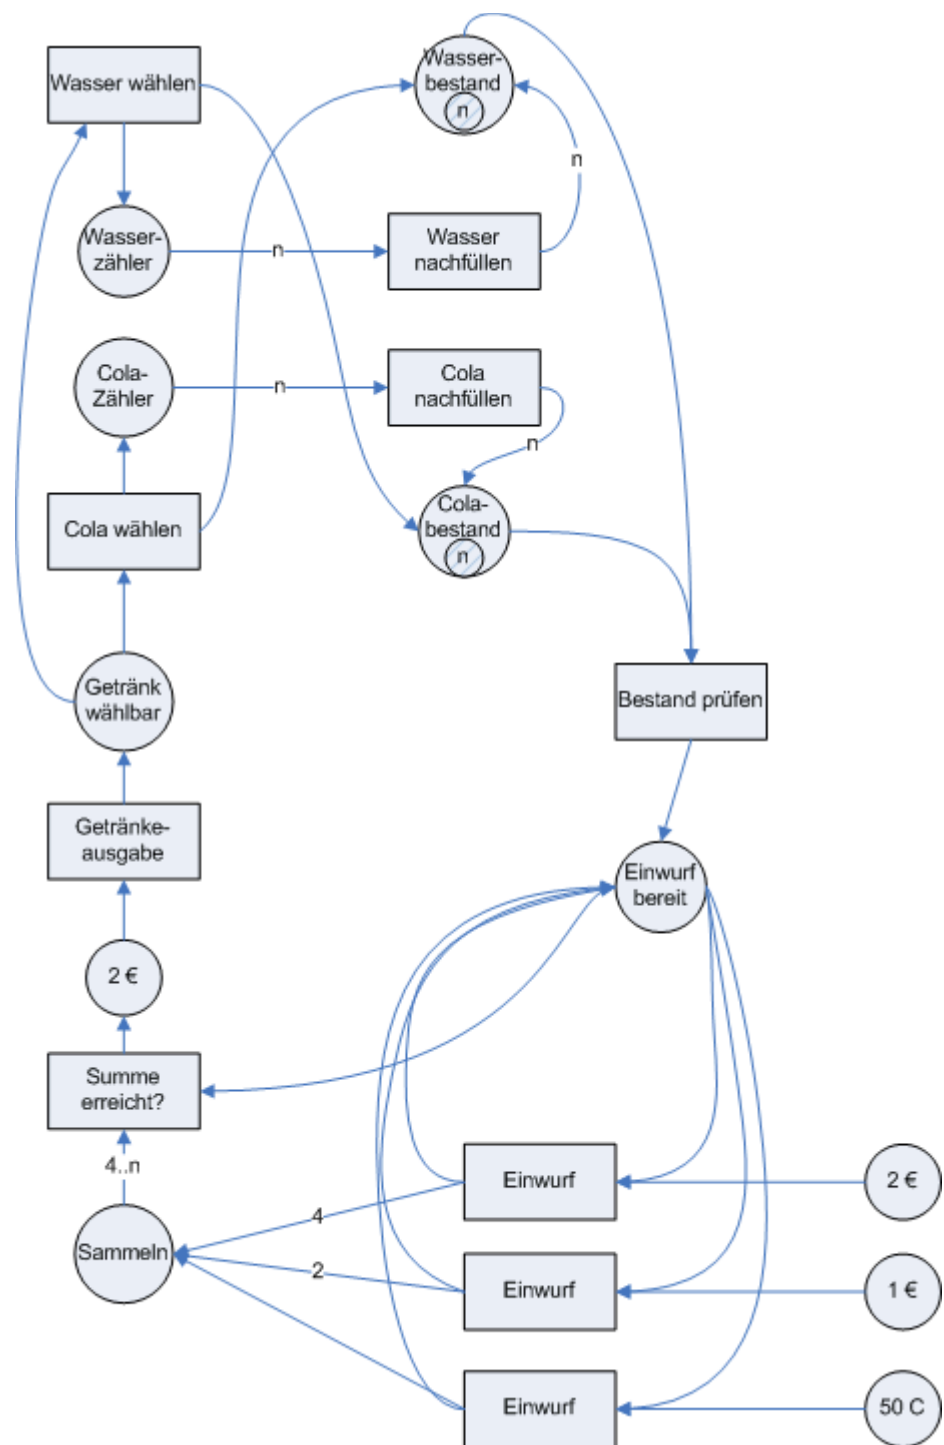 Wasser wählen
Wasser-
bestand
n
n
Wasser-
zähler
n
Wasser
nachfüllen
Cola-
Zähler
n
Cola
nachfüllen
n
Cola wählen
Cola-
bestand
n
Getränk
wählbar
Bestand prüfen
Getränke-
ausgabe
Einwurf
bereit
2 €
Summe
erreicht?
4..n
Einwurf
2 €
4
Sammeln
2
Einwurf
1 €
Einwurf
50 C